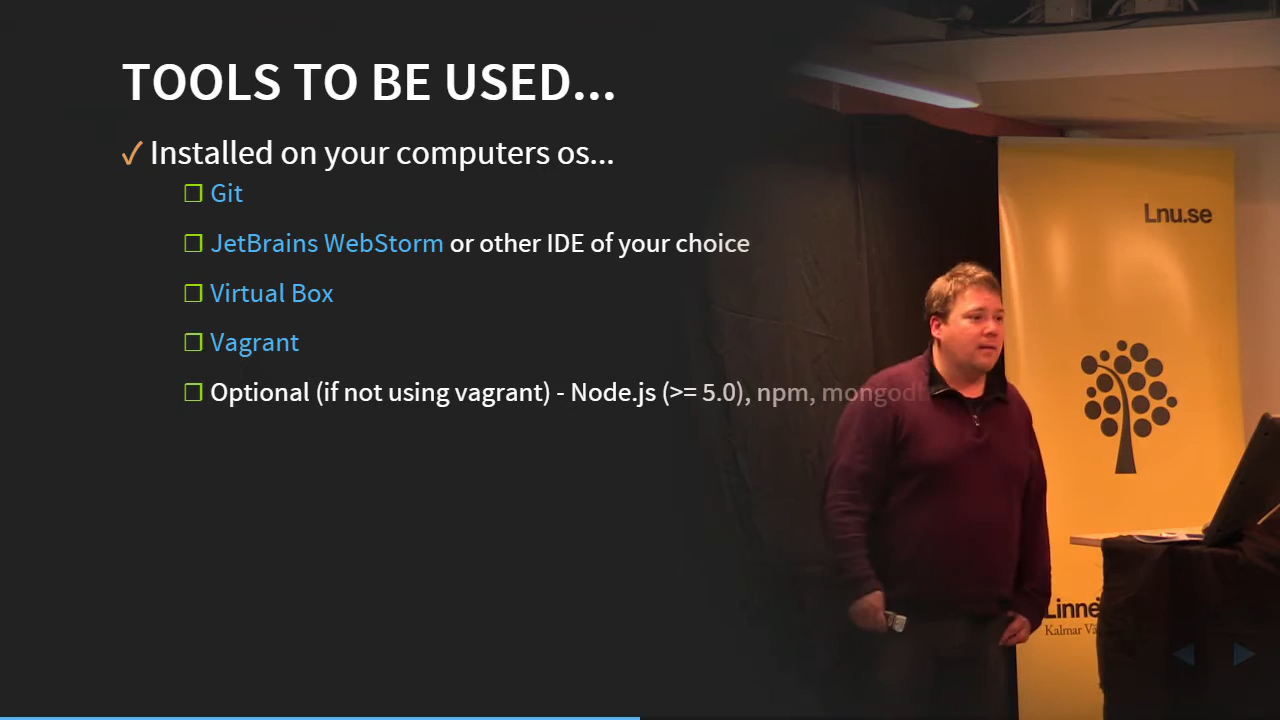 TOOLS TO BE USED...
✓ Installed on your computers os...
❒ Git
❒ JetBrains WebStorm or other IDE of your choice
❒ Virtual Box
❒ Vagrant
❒ Optional (if not using vagrant) - Node.js (>= 5.0), npm, mongodb
Lnu.se
Linne
Kalmar Vä